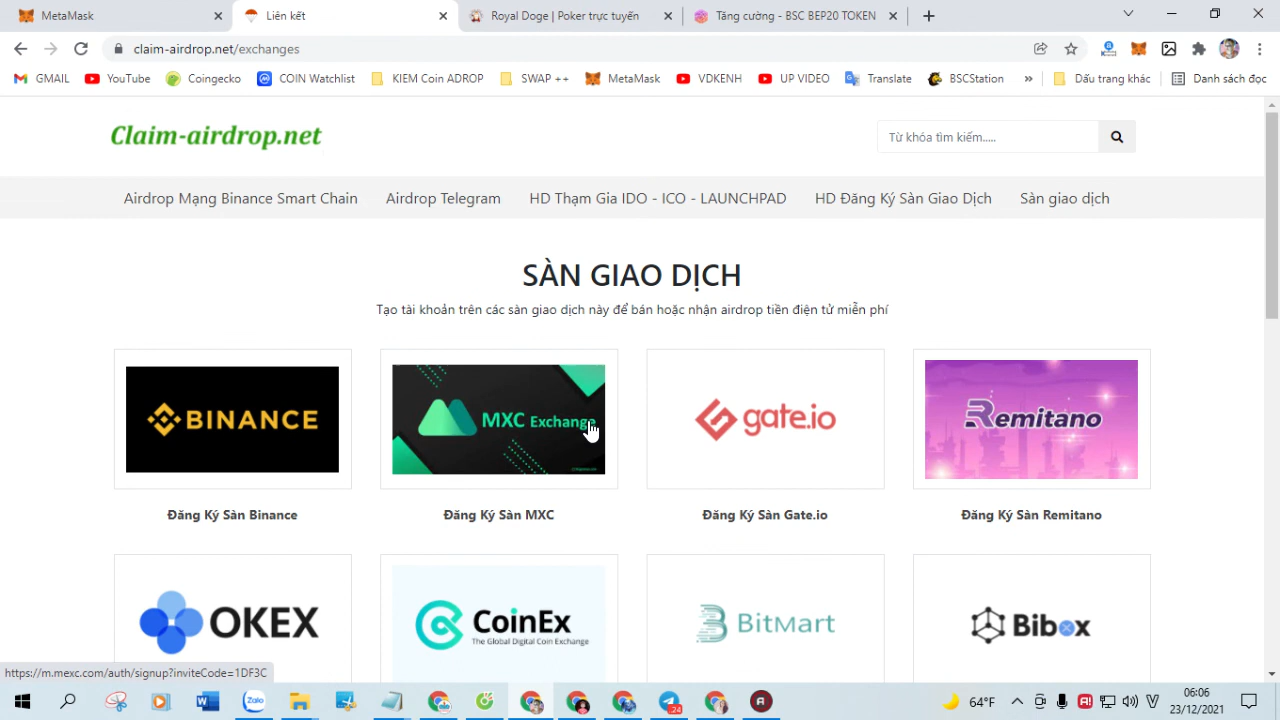 MetaMask
Liên kết
Royal Doge | Poker trực tuyến
Tăng cường - BSC BEP20 TOKEN
claim-airdrop.net/exchanges
GMAIL
YouTube
Coingecko
COIN Watchlist
KIEM Coin ADROP
SWAP ++
MetaMask
VDKENH
UP VIDEO
Translate
BSCStation
»
Dấu trang khác
Danh sách đọc
Claim-airdrop.net
Từ khóa tìm kiếm.....
Airdrop Mạng Binance Smart Chain
Airdrop Telegram
HD Thạm Gia IDO - ICO - LAUNCHPAD
HD Đăng Ký Sàn Giao Dịch
Sàn giao dịch
SÀN GIAO DỊCH
Tạo tài khoản trên các sàn giao dịch này để bán hoặc nhận airdrop tiền điện tử miễn phí
BINANCE
MXC Exchange
gate.io
Remitano
Đăng Ký Sàn Binance
Đăng Ký Sàn MXC
Đăng Ký Sàn Gate.io
Đăng Ký Sàn Remitano
OKEX
CoinEx
The Global Digital Coin Exchange
BitMart
Bibox
https://m.mexc.com/auth/signup?inviteCode=1DF3C
Zalo
24
64°F
06:06
23/12/2021